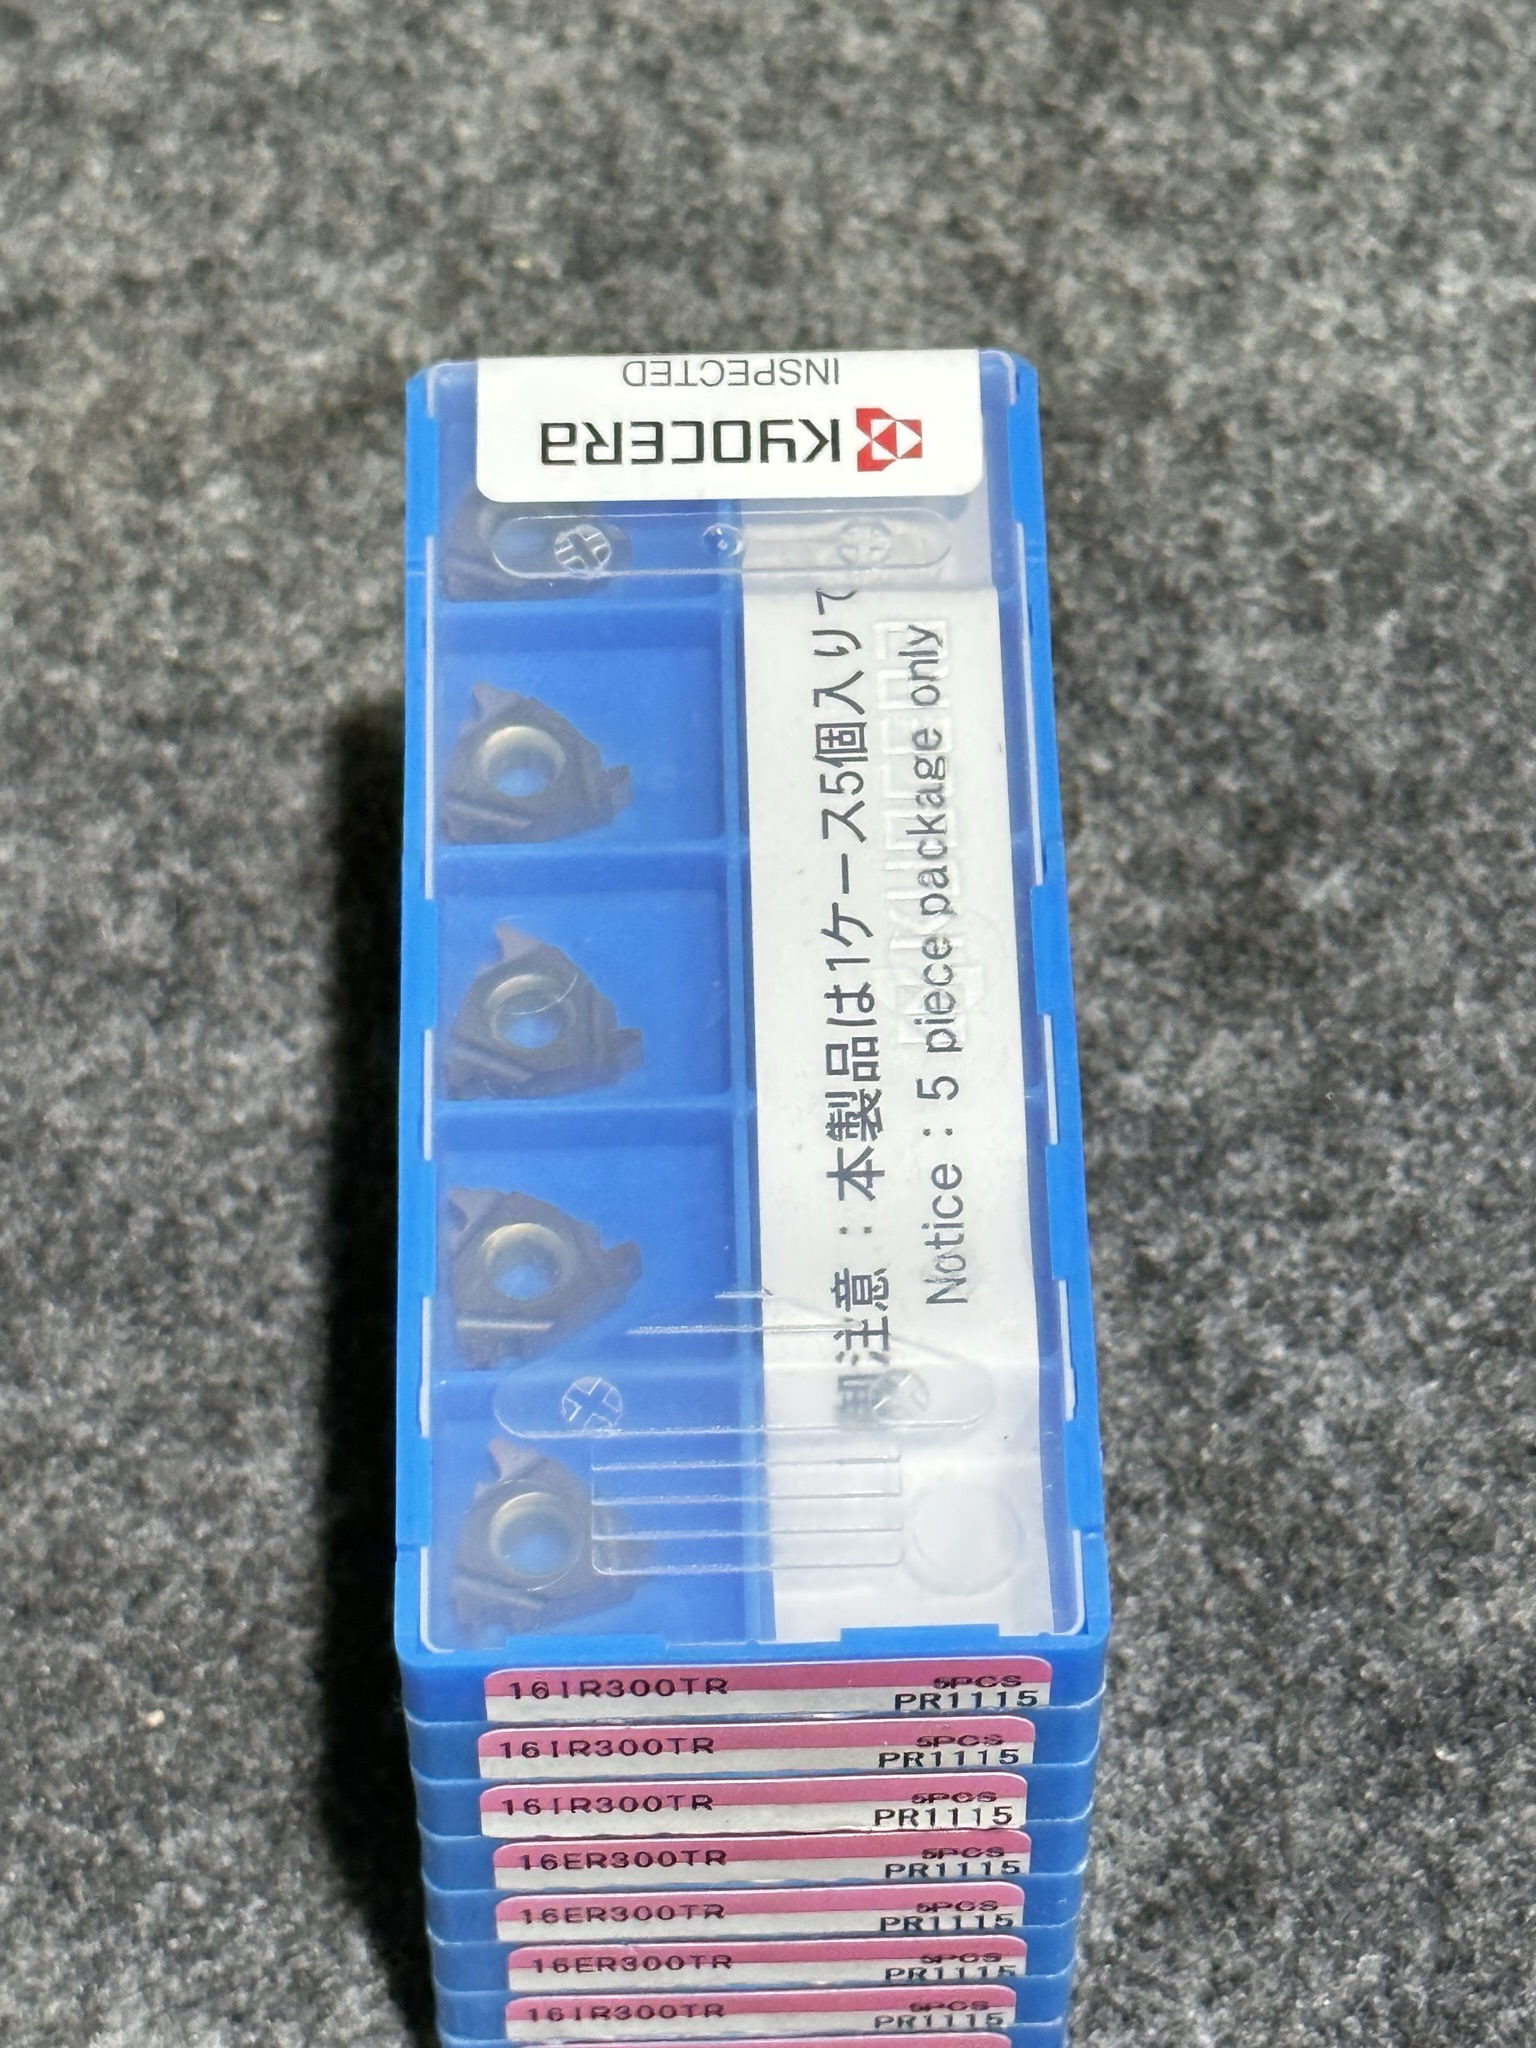 INSPECTED
KYOCERA
御注意：本製品は1ケース5個入りで
Notice : 5 piece package only
16IR300TR 5PCS
PR1115
16IR300TR 5PCS
PR1115
16IR300TR 5PCS
PR1115
16ER300TR 5PCS
PR1115
16ER300TR 5PCS
PR1115
16ER300TR 5PCS
PR1115
16IR300TR 5PCS
PR1115